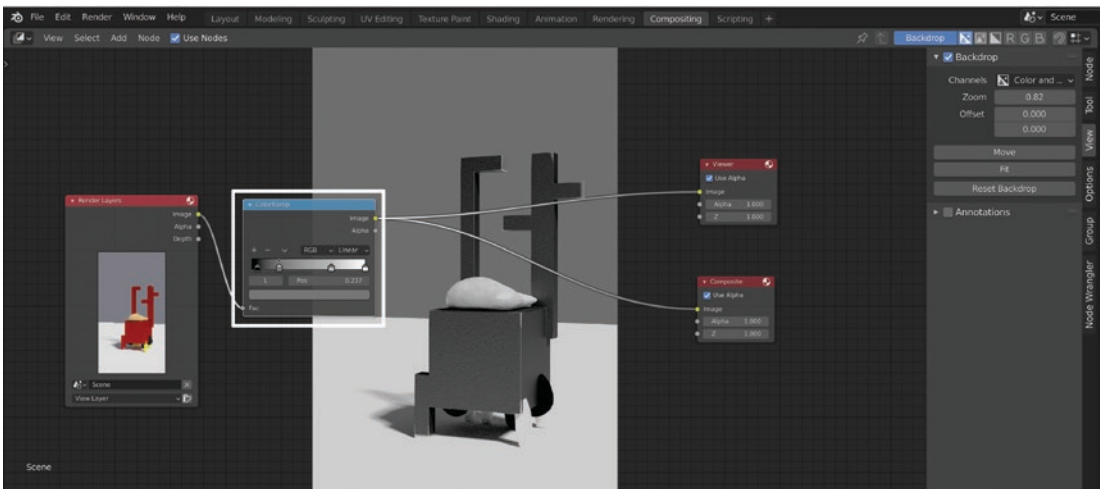 File Edit Render Window Help Layout Modeling Sculpting UV Editing Texture Paint Shading Animation Rendering Compositing Scripting + Scene
View Select Add Node Use Nodes Backdrop R G B
Backdrop
Channels Color and ...
Zoom 0.82
Offset 0.000
0.000
Move
Fit
Reset Backdrop
Annotations
Node
Tool
View
Options
Group
Node Wrangler
Render Layers
Image
Alpha
Depth
Scene
View Layer
ColorRamp
Image
Alpha
+ − RGB Linear
1 Pos 0.237
Fac
Viewer
Use Alpha
Image
Alpha 1.000
Z 1.000
Composite
Use Alpha
Image
Alpha 1.000
Z 1.000
Scene